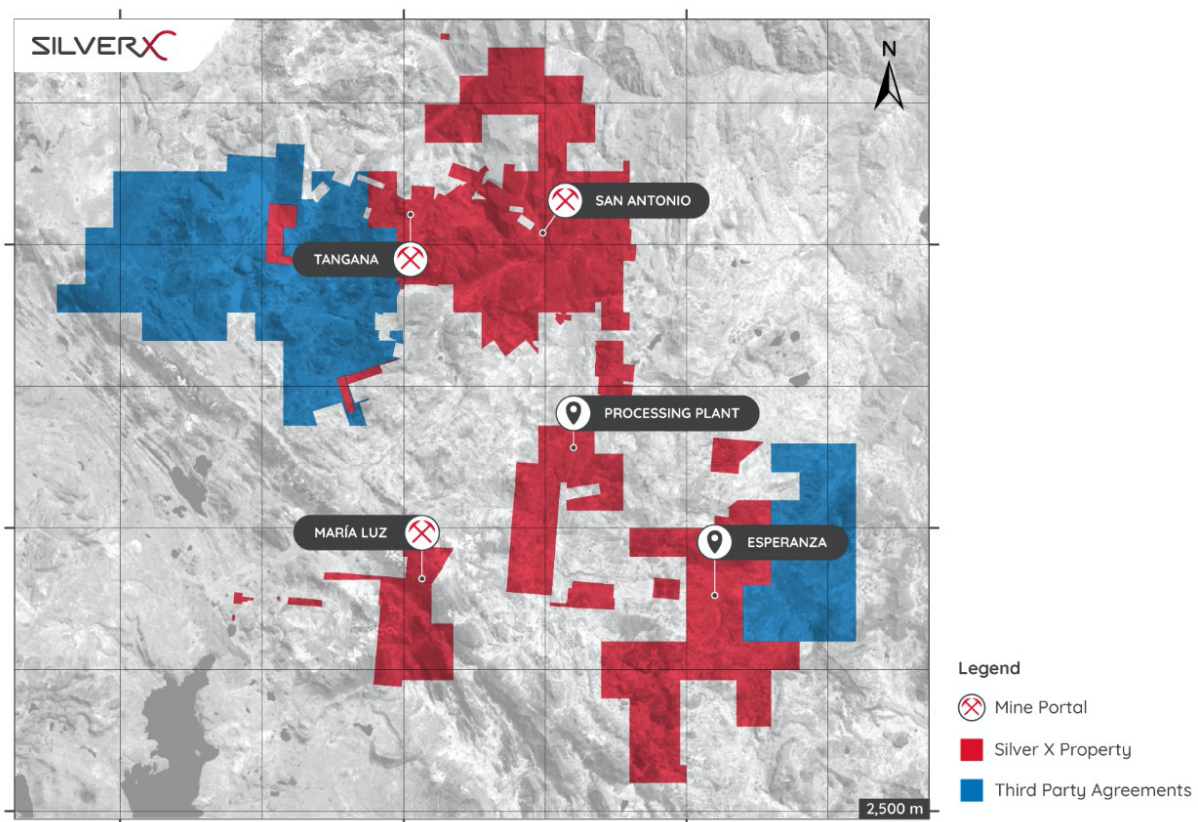 SILVERX
N
SAN ANTONIO
TANGANA
PROCESSING PLANT
MARÍA LUZ
ESPERANZA
2,500 m
Legend
Mine Portal
Silver X Property
Third Party Agreements